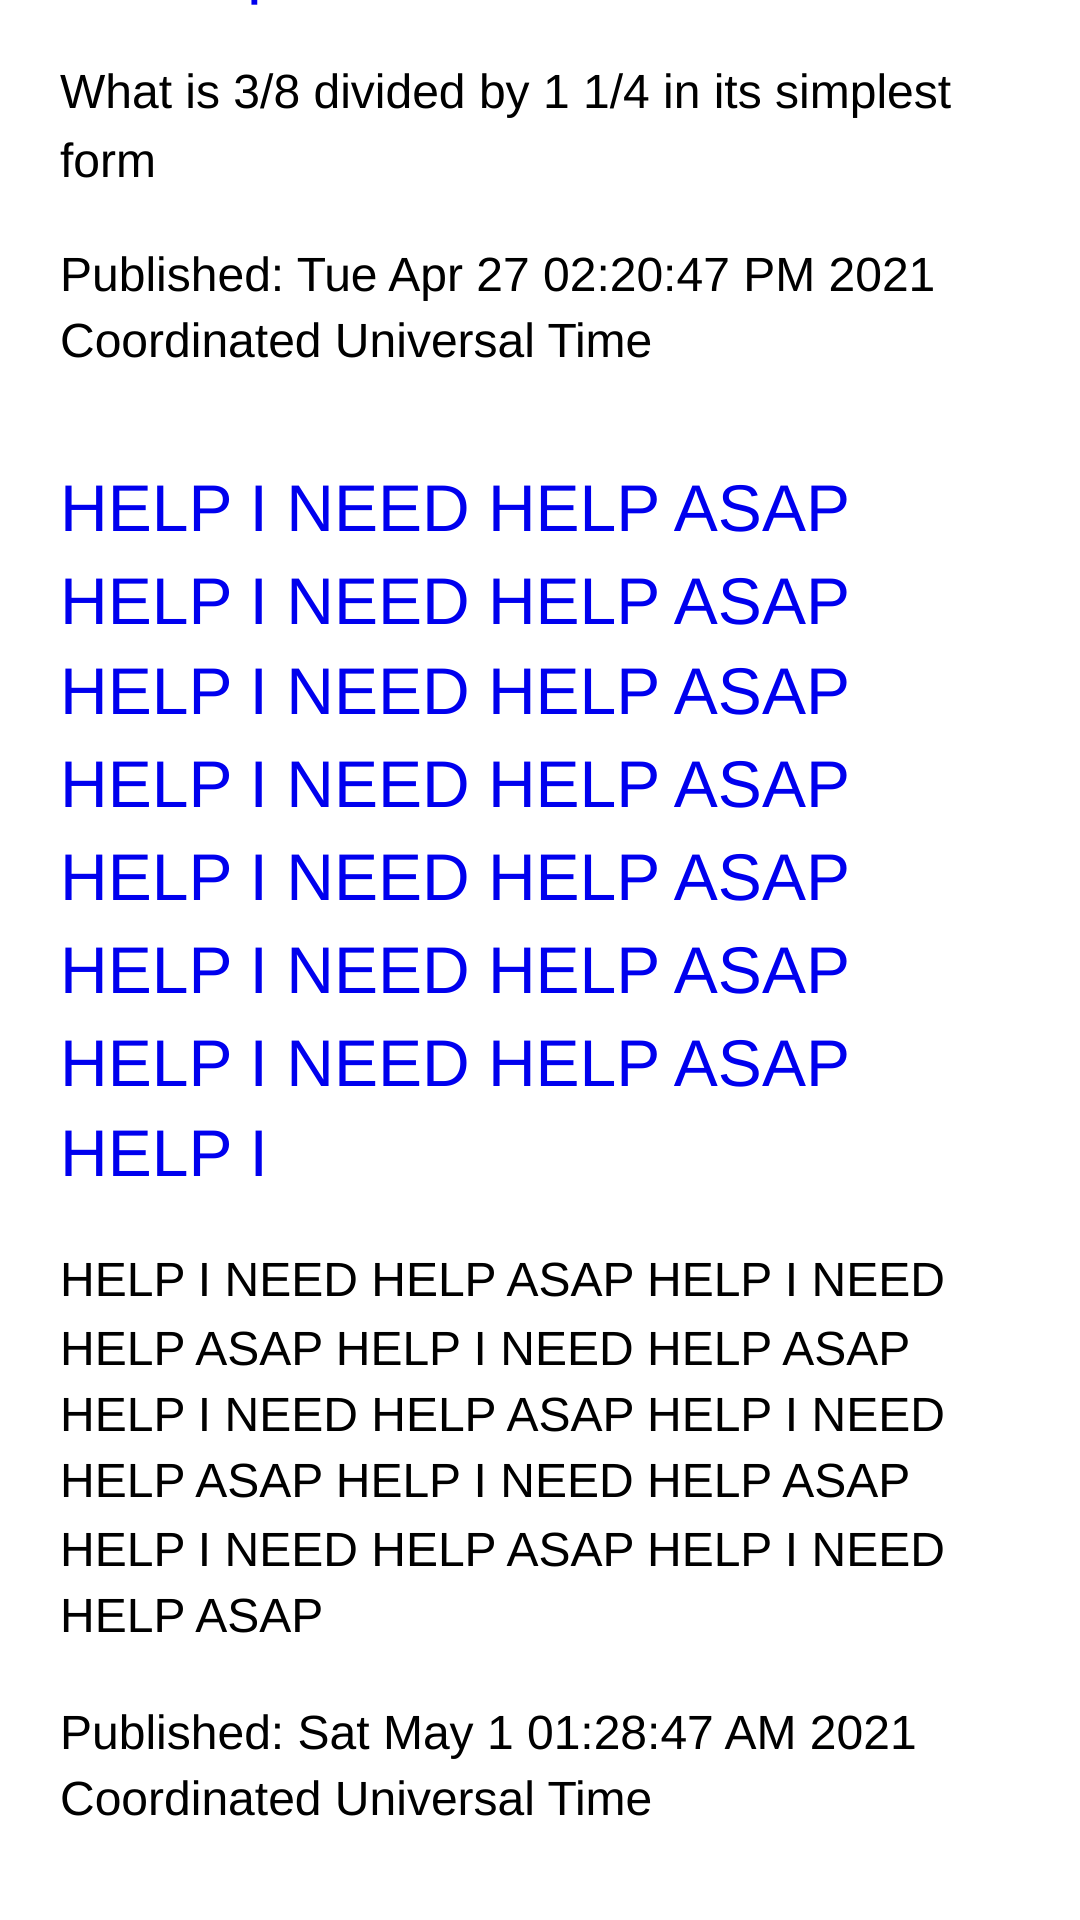 What is 3/8 divided by 1 1/4 in its simplest
form
Published: Tue Apr 27 02:20:47 PM 2021
Coordinated Universal Time
HELP I NEED HELP ASAP
HELP I NEED HELP ASAP
HELP I NEED HELP ASAP
HELP I NEED HELP ASAP
HELP I NEED HELP ASAP
HELP I NEED HELP ASAP
HELP I NEED HELP ASAP
HELP I
HELP I NEED HELP ASAP HELP I NEED
HELP ASAP HELP I NEED HELP ASAP
HELP I NEED HELP ASAP HELP I NEED
HELP ASAP HELP I NEED HELP ASAP
HELP I NEED HELP ASAP HELP I NEED
HELP ASAP
Published: Sat May 1 01:28:47 AM 2021
Coordinated Universal Time